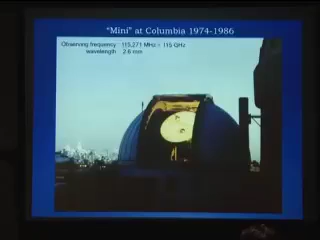 "Mini" at Columbia 1974-1986
Observing frequency: 115,271 MHz = 115 GHz
wavelength 2.6 mm